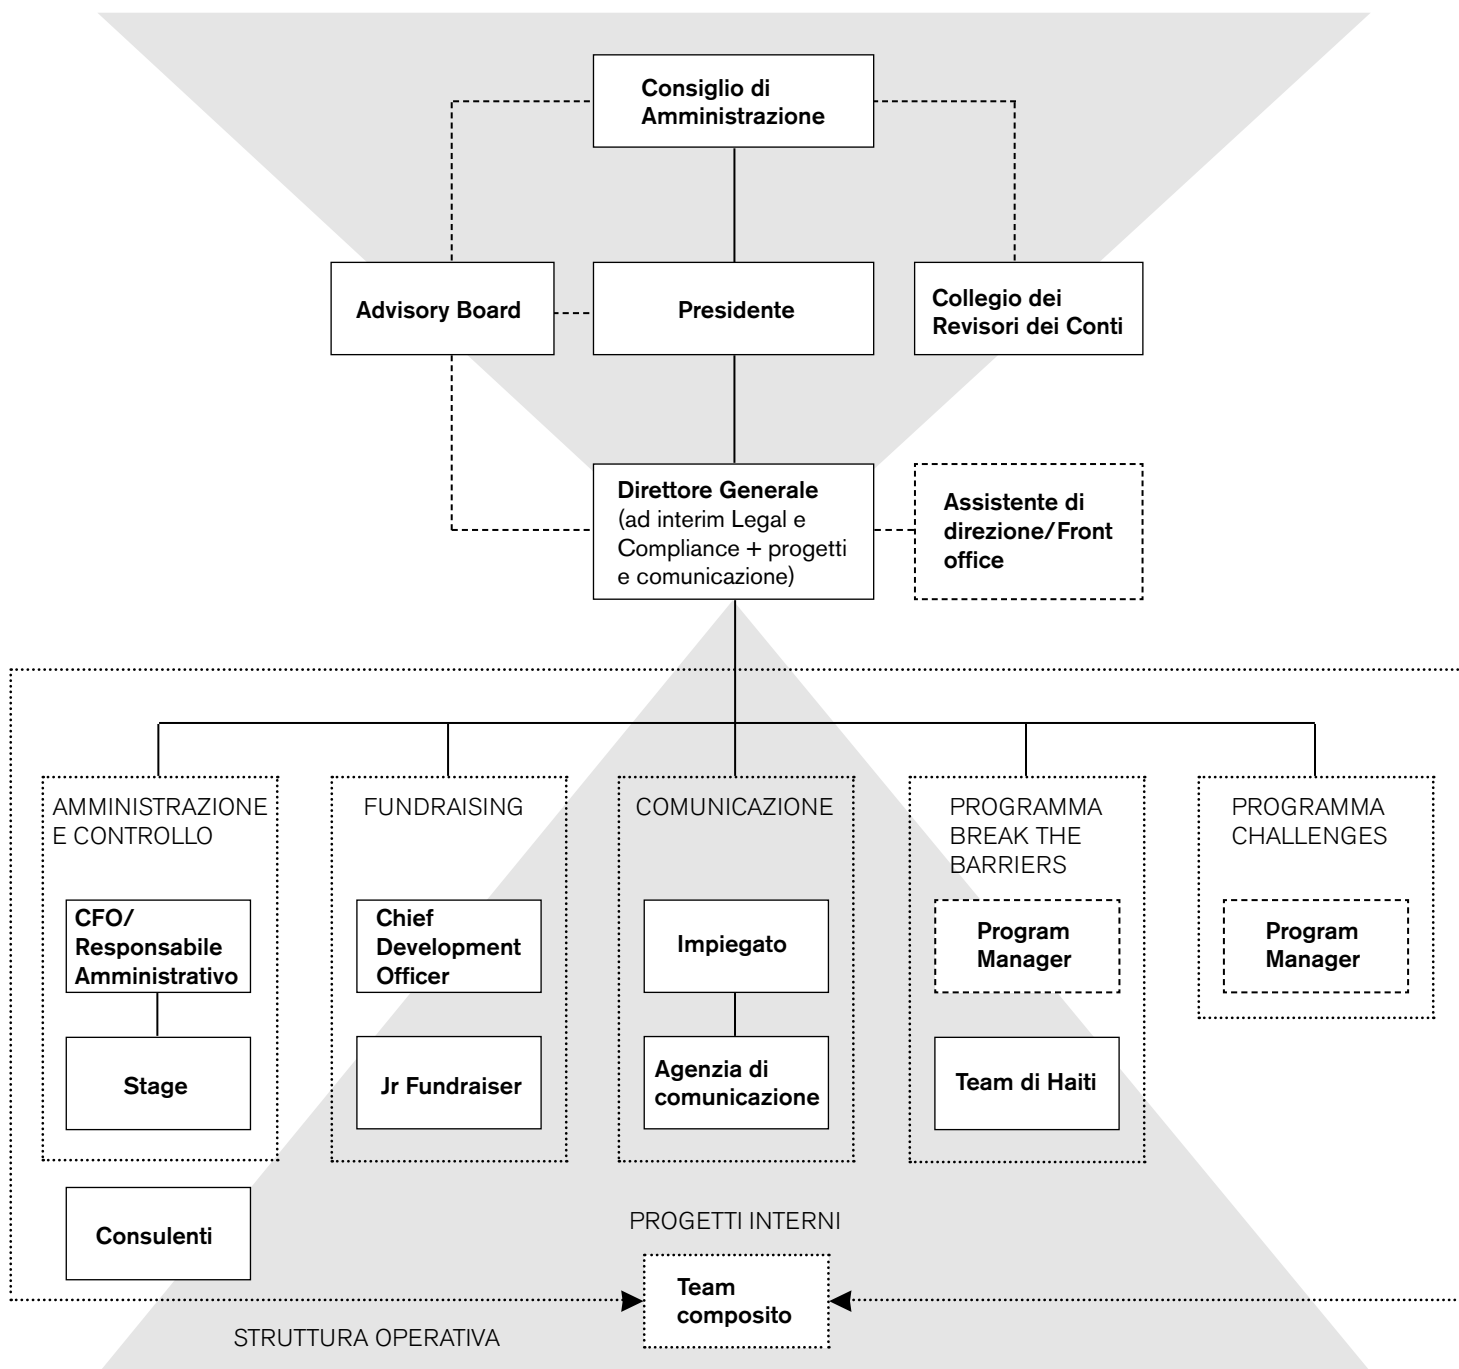 Consiglio di
Amministrazione
Advisory Board
Presidente
Collegio dei
Revisori dei Conti
Direttore Generale
(ad interim Legal e
Compliance + progetti
e comunicazione)
Assistente di
direzione/Front
office
AMMINISTRAZIONE
E CONTROLLO
CFO/
Responsabile
Amministrativo
Stage
Consulenti
FUNDRAISING
Chief
Development
Officer
Jr Fundraiser
COMUNICAZIONE
Impiegato
Agenzia di
comunicazione
PROGRAMMA
BREAK THE
BARRIERS
Program
Manager
Team di Haiti
PROGRAMMA
CHALLENGES
Program
Manager
PROGETTI INTERNI
Team
composito
STRUTTURA OPERATIVA